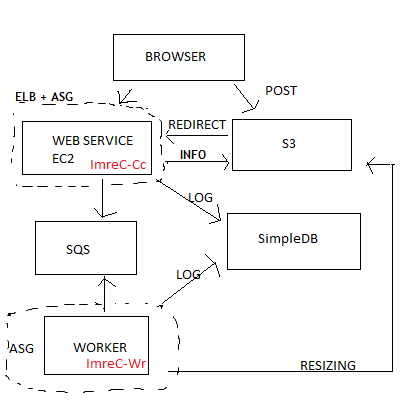 BROWSER
POST
ELB + ASG
REDIRECT
WEB SERVICE
EC2
ImreC-Cc
INFO
S3
LOG
SQS
SimpleDB
LOG
ASG
WORKER
ImreC-Wr
RESIZING